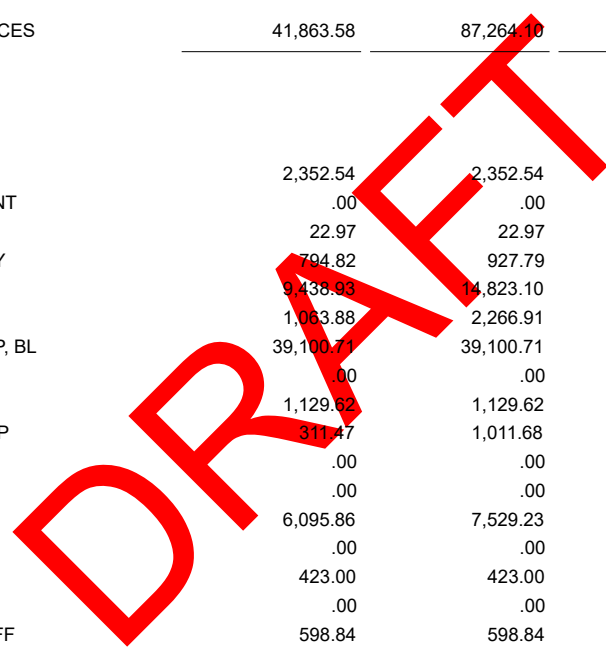 CES 41,863.58 87,264.10
2,352.54 2,352.54
NT .00 .00
22.97 22.97
Y 794.82 927.79
9,438.93 14,823.10
1,063.88 2,266.91
P, BL 39,100.71 39,100.71
.00 .00
1,129.62 1,129.62
P 311.47 1,011.68
.00 .00
.00 .00
6,095.86 7,529.23
.00 .00
423.00 423.00
.00 .00
FF 598.84 598.84
DRAFT